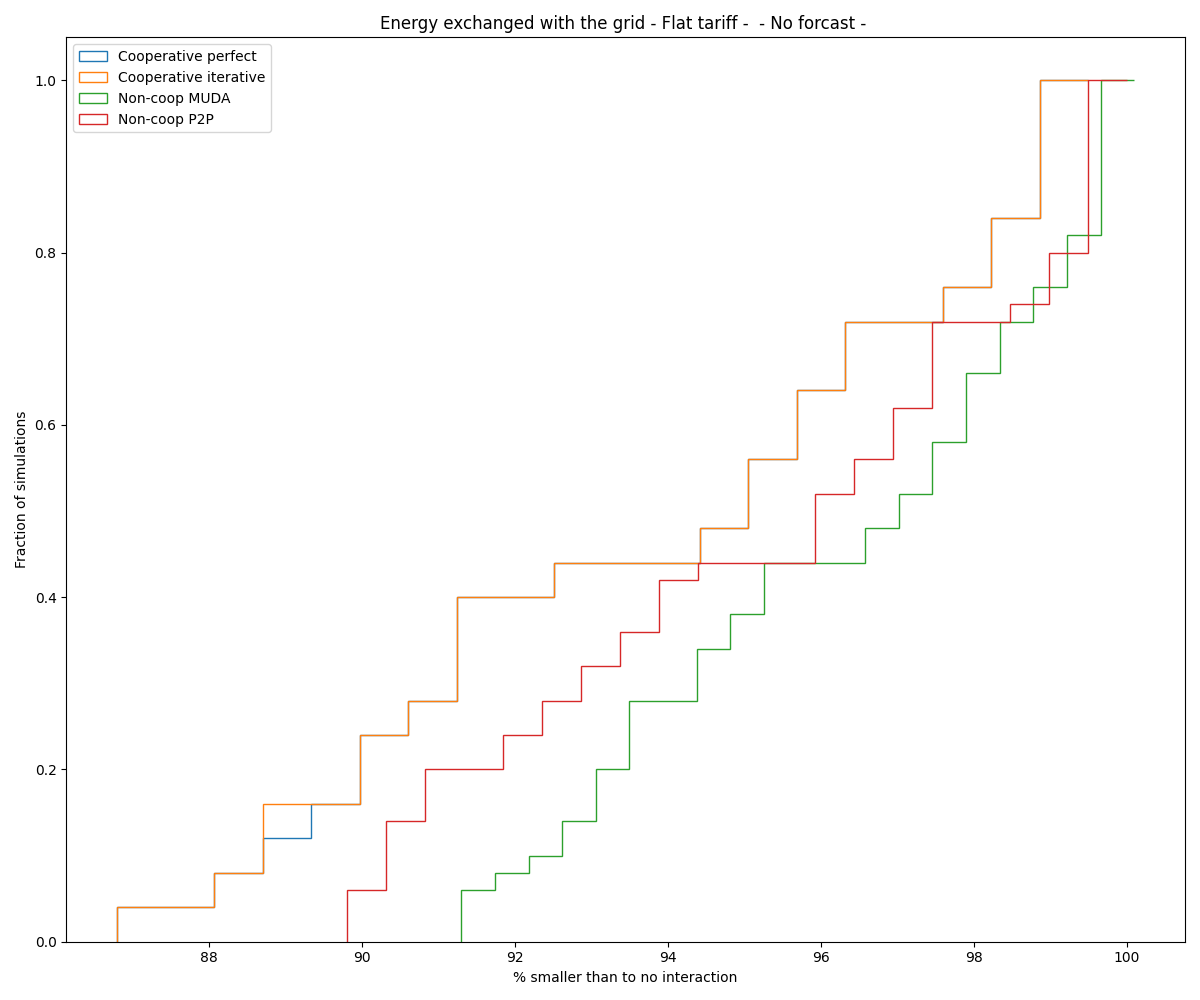 Energy exchanged with the grid - Flat tariff -  - No forcast -
Cooperative perfect
Cooperative iterative
Non-coop MUDA
Non-coop P2P
1.0
0.8
0.6
0.4
0.2
0.0
Fraction of simulations
88 90 92 94 96 98 100
% smaller than to no interaction